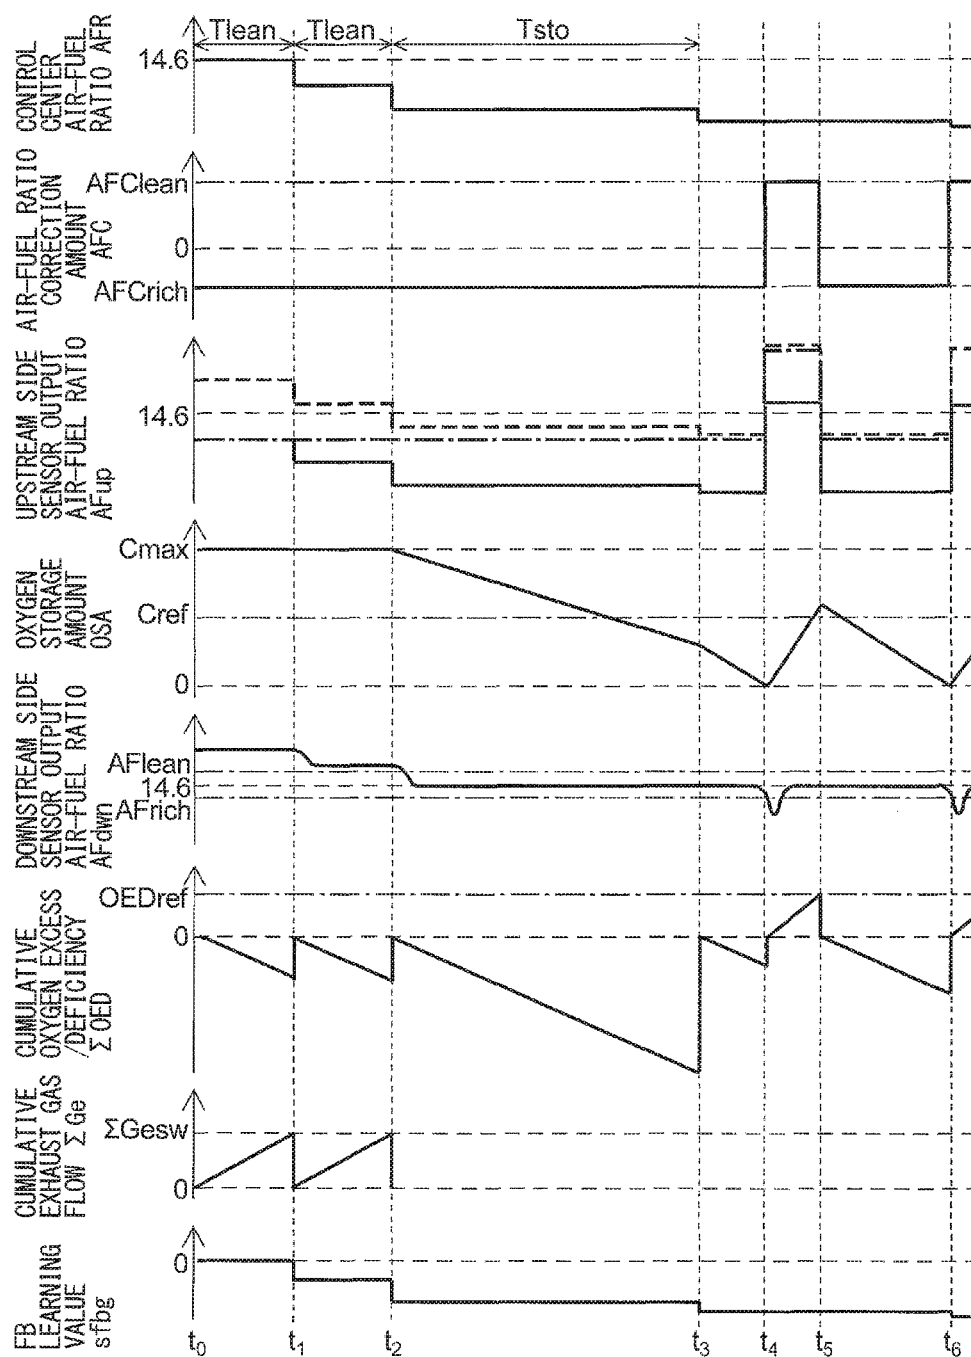 Tlean Tlean Tsto
CONTROL
CENTER
AIR-FUEL
RATIO AFR
14.6
AIR-FUEL RATIO
CORRECTION
AMOUNT
AFC
AFClean
0
AFCrich
UPSTREAM SIDE
SENSOR OUTPUT
AIR-FUEL RATIO
AFup
14.6
OXYGEN
STORAGE
AMOUNT
OSA
Cmax
Cref
0
DOWNSTREAM SIDE
SENSOR OUTPUT
AIR-FUEL RATIO
AFdwn
AFlean
14.6
AFrich
CUMULATIVE
OXYGEN EXCESS
/DEFICIENCY
ΣOED
OEDref
0
CUMULATIVE
EXHAUST GAS
FLOW ΣGe
ΣGesw
0
FB
LEARNING
VALUE
sfbg
0
t0 t1 t2 t3 t4 t5 t6